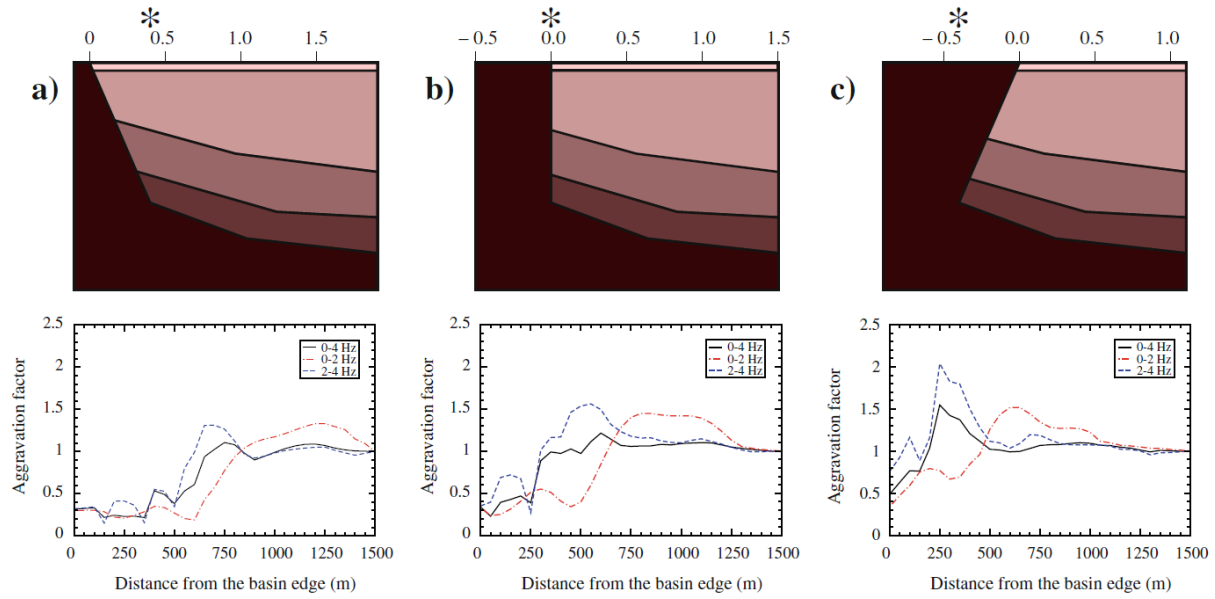 *
0 0.5 1.0 1.5
a)
*
– 0.5 0.0 0.5 1.0 1.5
b)
*
– 0.5 0.0 0.5 1.0
c)
2.5
2
1.5
1
0.5
0
Aggravation factor
0-4 Hz
0-2 Hz
2-4 Hz
0 250 500 750 1000 1250 1500
Distance from the basin edge (m)
2.5
2
1.5
1
0.5
0
Aggravation factor
0-4 Hz
0-2 Hz
2-4 Hz
0 250 500 750 1000 1250 1500
Distance from the basin edge (m)
2.5
2
1.5
1
0.5
0
Aggravation factor
0-4 Hz
0-2 Hz
2-4 Hz
0 250 500 750 1000 1250 1500
Distance from the basin edge (m)